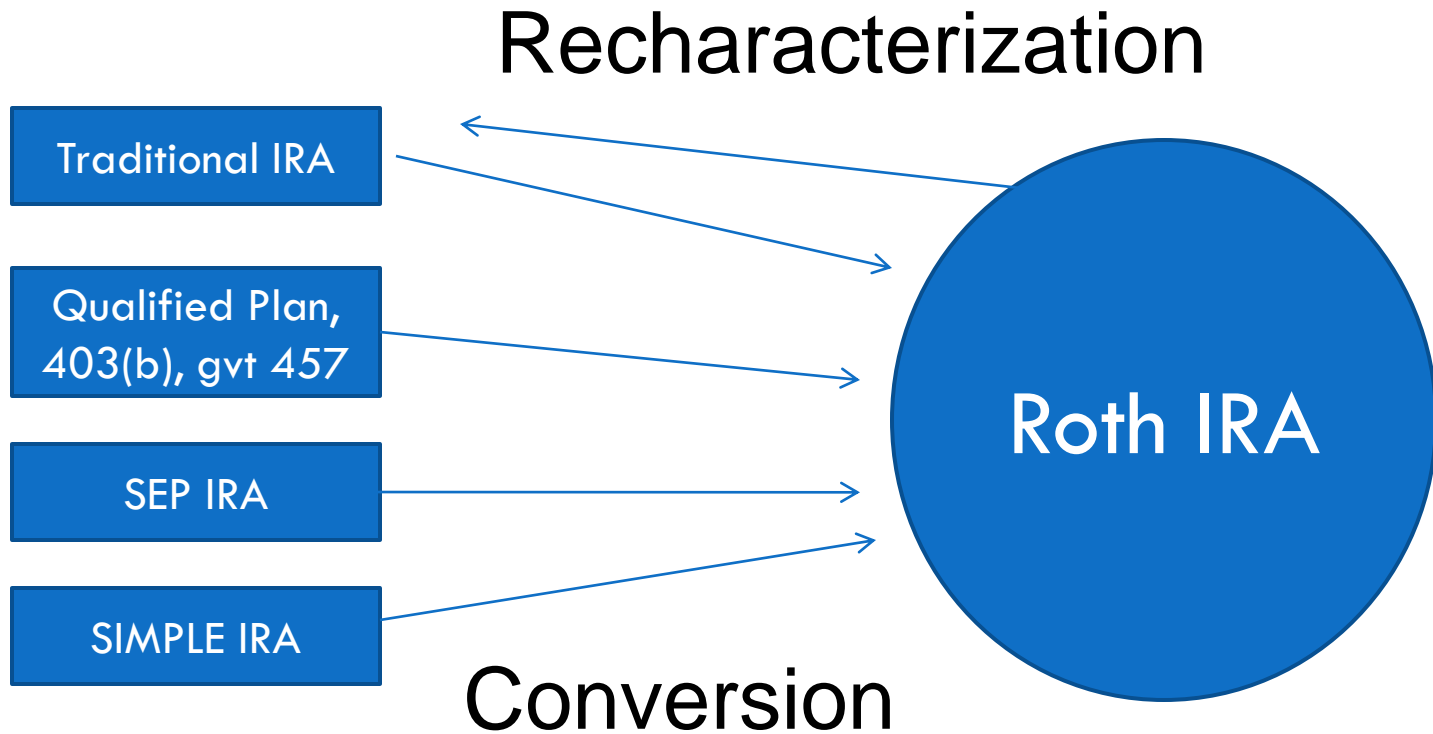 Recharacterization
Traditional IRA
Qualified Plan,
403(b), gvt 457
SEP IRA
SIMPLE IRA
Roth IRA
Conversion